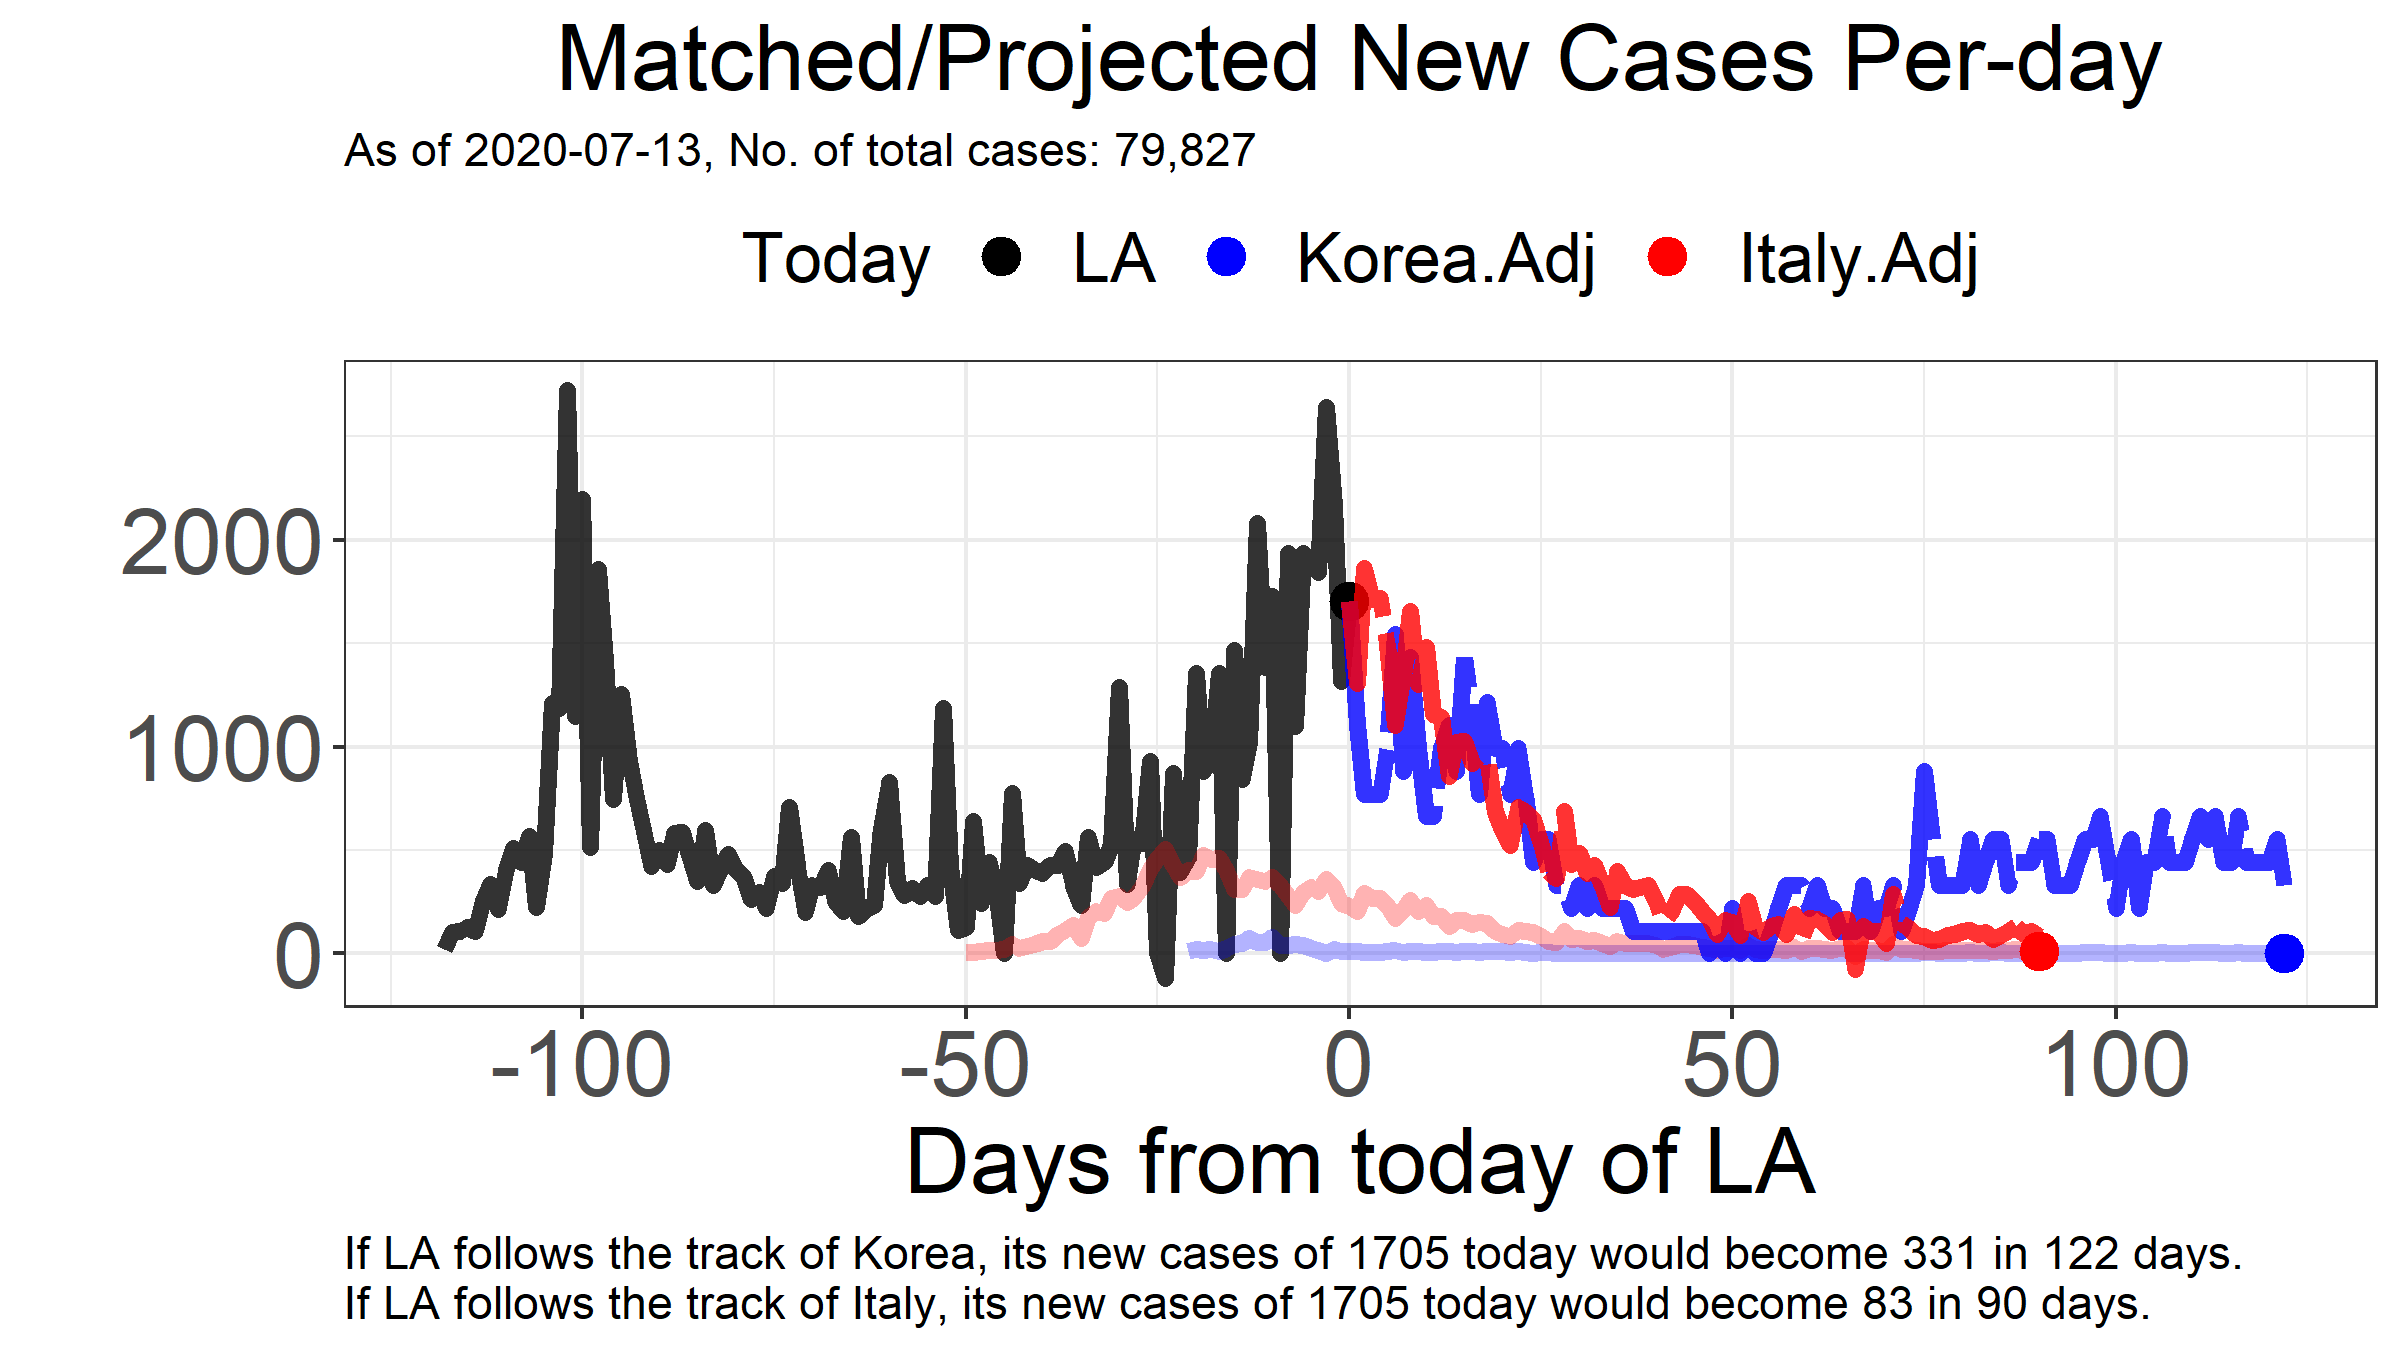 Matched/Projected New Cases Per-day
As of 2020-07-13, No. of total cases: 79,827
Today LA Korea.Adj Italy.Adj
2000
1000
0
-100 -50 0 50 100
Days from today of LA
If LA follows the track of Korea, its new cases of 1705 today would become 331 in 122 days.
If LA follows the track of Italy, its new cases of 1705 today would become 83 in 90 days.